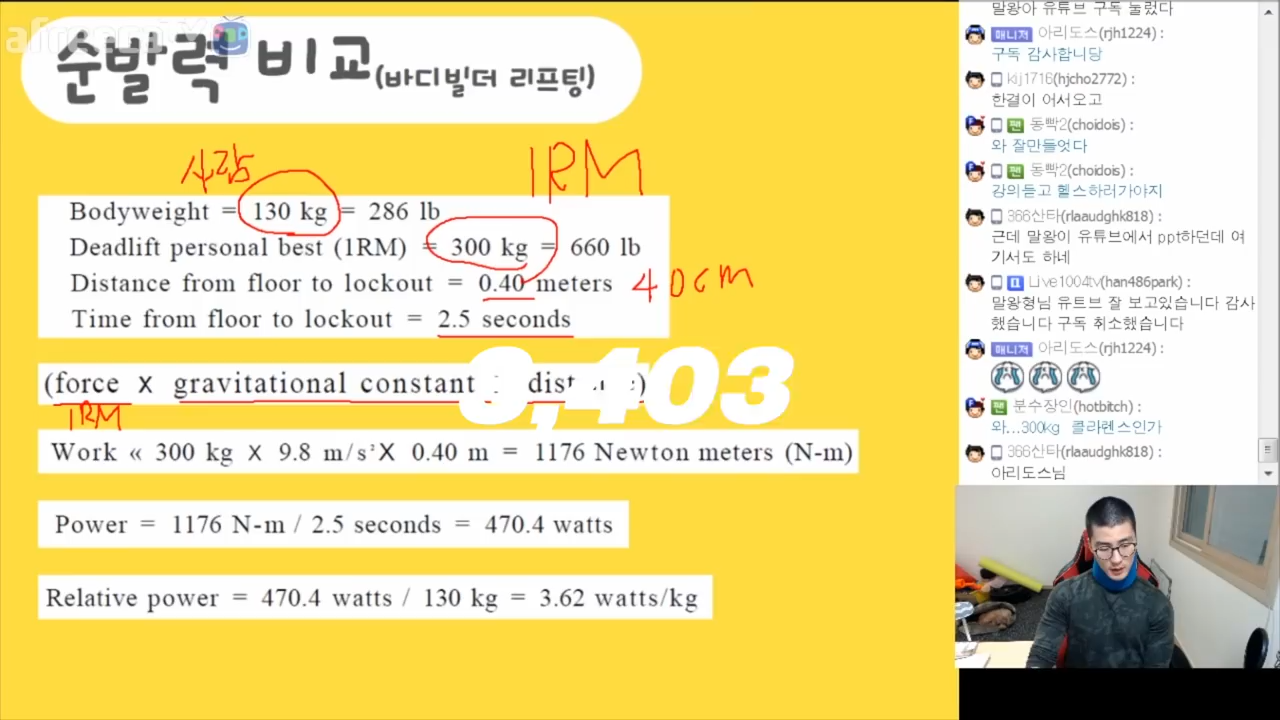 afreecaTV
순발력 비교(바디빌더 리프팅)
사람
1RM
Bodyweight = 130 kg = 286 lb
Deadlift personal best (1RM) = 300 kg = 660 lb
Distance from floor to lockout = 0.40 meters
40cm
Time from floor to lockout = 2.5 seconds
(force x gravitational constant
1RM
Work « 300 kg X 9.8 m/s² X 0.40 m = 1176 Newton meters (N-m)
Power = 1176 N-m / 2.5 seconds = 470.4 watts
Relative power = 470.4 watts / 130 kg = 3.62 watts/kg
말왕아 유튜브 구독 눌렀다
매니저 아리도스(rjh1224) :
구독 감사합니당
kij1716(hjcho2772) :
한결이 어서오고
팬 동빡2(choidois) :
와 잘만들엇다
팬 동빡2(choidois) :
강의듣고 헬스하러가야지
366산타(rlaaudghk818) :
근데 말왕이 유튜브에서 ppt하던데 여
기서도 하네
Live1004tv(han486park) :
말왕형님 유트브 잘 보고있습니다 감사
했습니다 구독 취소했습니다
매니저 아리도스(rjh1224) :
팬 분수장인(hotbitch) :
와...300kg 클라렌스인가
366산타(rlaaudghk818) :
아리도스님